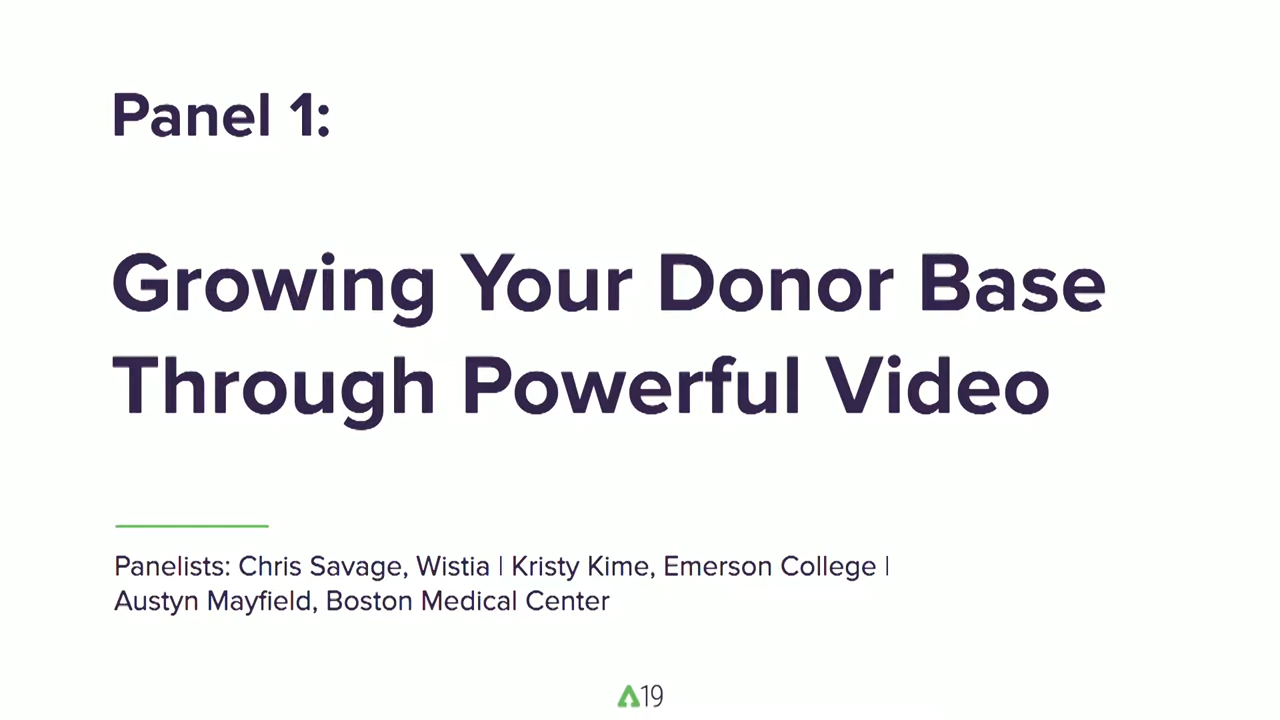 Panel 1:
Growing Your Donor Base
Through Powerful Video
Panelists: Chris Savage, Wistia | Kristy Kime, Emerson College |
Austyn Mayfield, Boston Medical Center
19